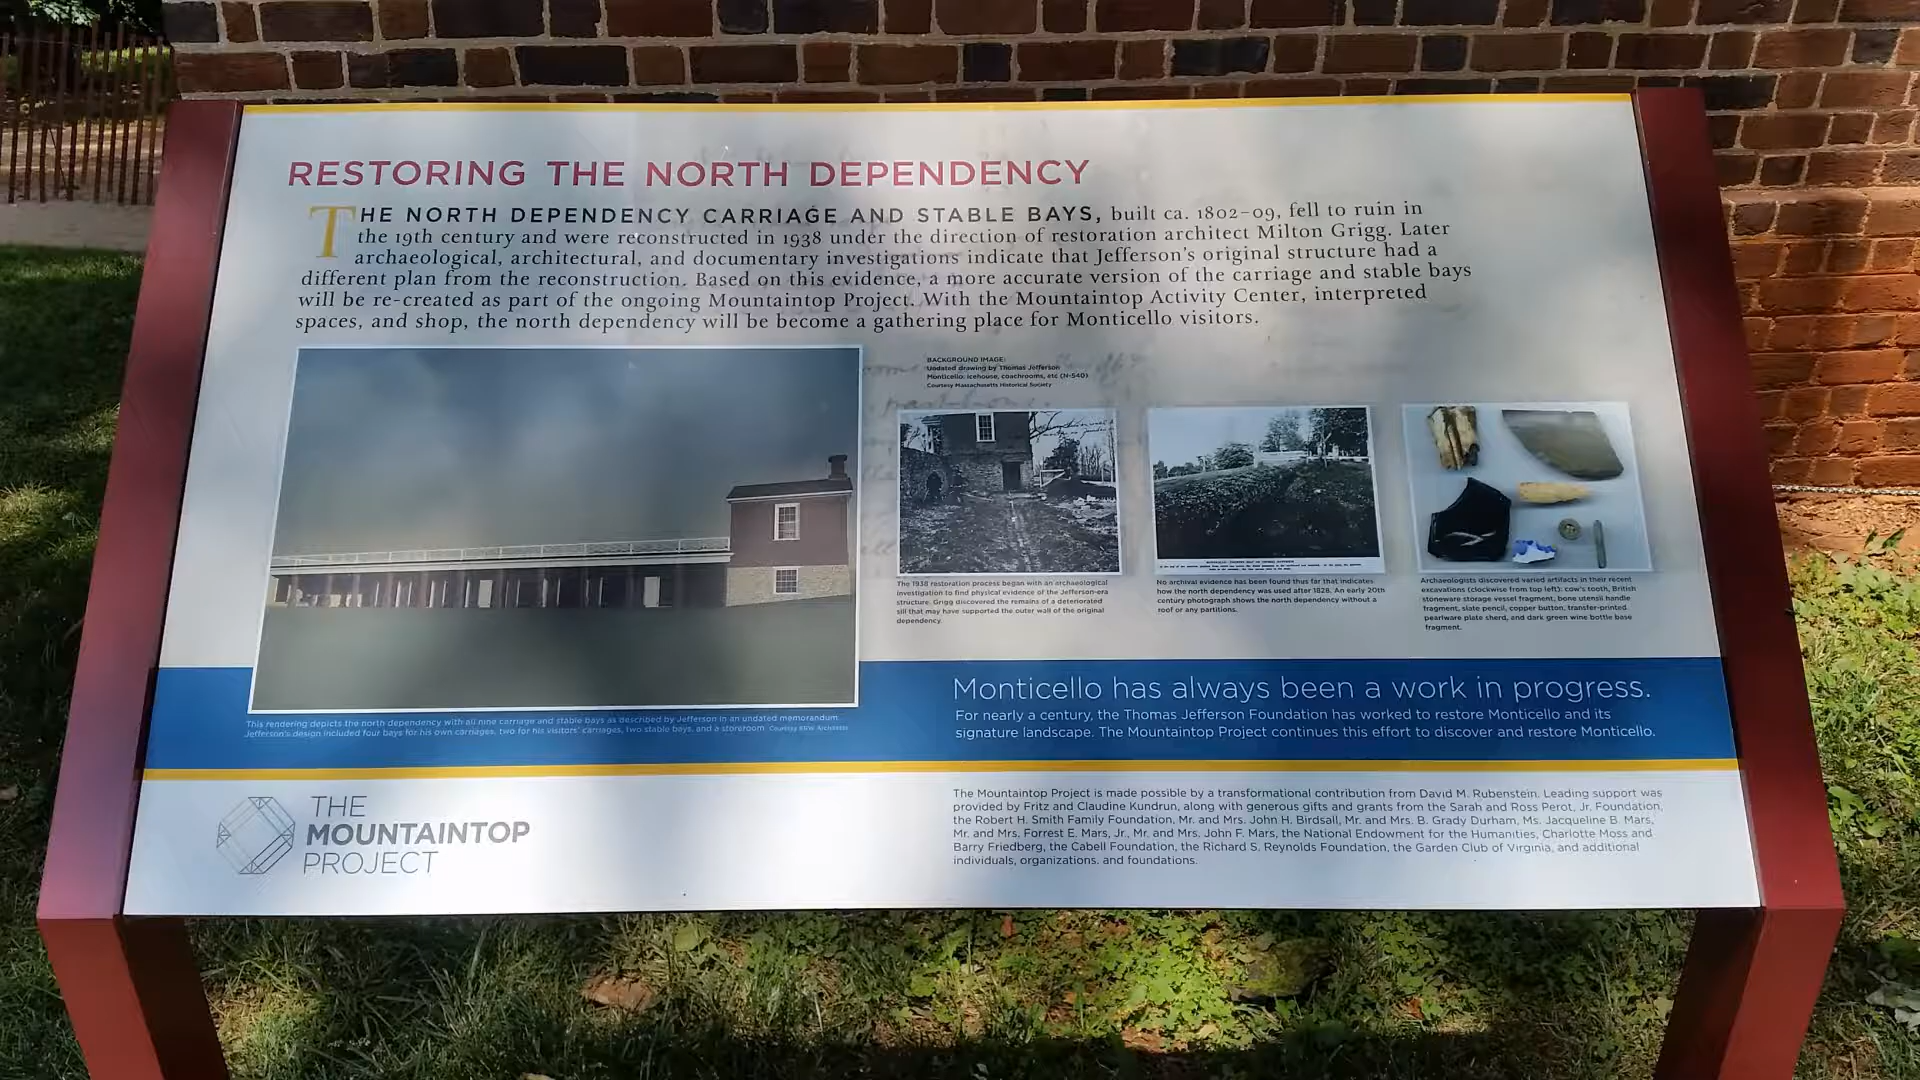 RESTORING THE NORTH DEPENDENCY
THE NORTH DEPENDENCY CARRIAGE AND STABLE BAYS, built ca. 1802–09, fell to ruin in
the 19th century and were reconstructed in 1938 under the direction of restoration architect Milton Grigg. Later
archaeological, architectural, and documentary investigations indicate that Jefferson's original structure had a
different plan from the reconstruction. Based on this evidence, a more accurate version of the carriage and stable bays
will be re-created as part of the ongoing Mountaintop Project. With the Mountaintop Activity Center, interpreted
spaces, and shop, the north dependency will be become a gathering place for Monticello visitors.
BACKGROUND IMAGE:
Undated drawing by Thomas Jefferson
Monticello: icehouse, coachrooms, etc (N-540)
Courtesy Massachusetts Historical Society
The 1938 restoration process began with an archaeological
investigation to find physical evidence of the Jefferson-era
structure. Grigg discovered the remains of a deteriorated
sill that may have supported the outer wall of the original
dependency.
No archival evidence has been found thus far that indicates
how the north dependency was used after 1828. An early 20th
century photograph shows the north dependency without a
roof or any partitions.
Archaeologists discovered varied artifacts in their recent
excavations (clockwise from top left): cow's tooth, British
stoneware storage vessel fragment, bone utensil handle
fragment, slate pencil, copper button, transfer-printed
pearlware plate sherd, and dark green wine bottle base
fragment.
This rendering depicts the north dependency with all nine carriage and stable bays as described by Jefferson in an undated memorandum.
Jefferson's design included four bays for his own carriages, two for his visitors' carriages, two stable bays, and a storeroom. Courtesy Architects
Monticello has always been a work in progress.
For nearly a century, the Thomas Jefferson Foundation has worked to restore Monticello and its
signature landscape. The Mountaintop Project continues this effort to discover and restore Monticello.
THE
MOUNTAINTOP
PROJECT
The Mountaintop Project is made possible by a transformational contribution from David M. Rubenstein. Leading support was
provided by Fritz and Claudine Kundrun, along with generous gifts and grants from the Sarah and Ross Perot, Jr. Foundation,
the Robert H. Smith Family Foundation, Mr. and Mrs. John H. Birdsall, Mr. and Mrs. B. Grady Durham, Ms. Jacqueline B. Mars,
Mr. and Mrs. Forrest E. Mars, Jr., Mr. and Mrs. John F. Mars, the National Endowment for the Humanities, Charlotte Moss and
Barry Friedberg, the Cabell Foundation, the Richard S. Reynolds Foundation, the Garden Club of Virginia, and additional
individuals, organizations, and foundations.